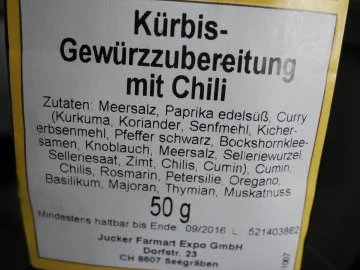 Kürbis-
Gewürzzubereitung
mit Chili
Zutaten: Meersalz, Paprika edelsüß, Curry
(Kurkuma, Koriander, Senfmehl, Kicher-
erbsenmehl, Pfeffer schwarz, Bockshornklee-
samen, Knoblauch, Meersalz, Selleriewurzel,
Selleriesaat, Zimt, Chilis, Cumin), Cumin,
Chilis, Rosmarin, Petersilie, Oregano,
Basilikum, Majoran, Thymian, Muskatnuss
50 g
Mindestens haltbar bis Ende: 09/2016 L: 521403862
Jucker Farmart Expo GmbH
Dorfstr. 23
CH 8607 Seegräben